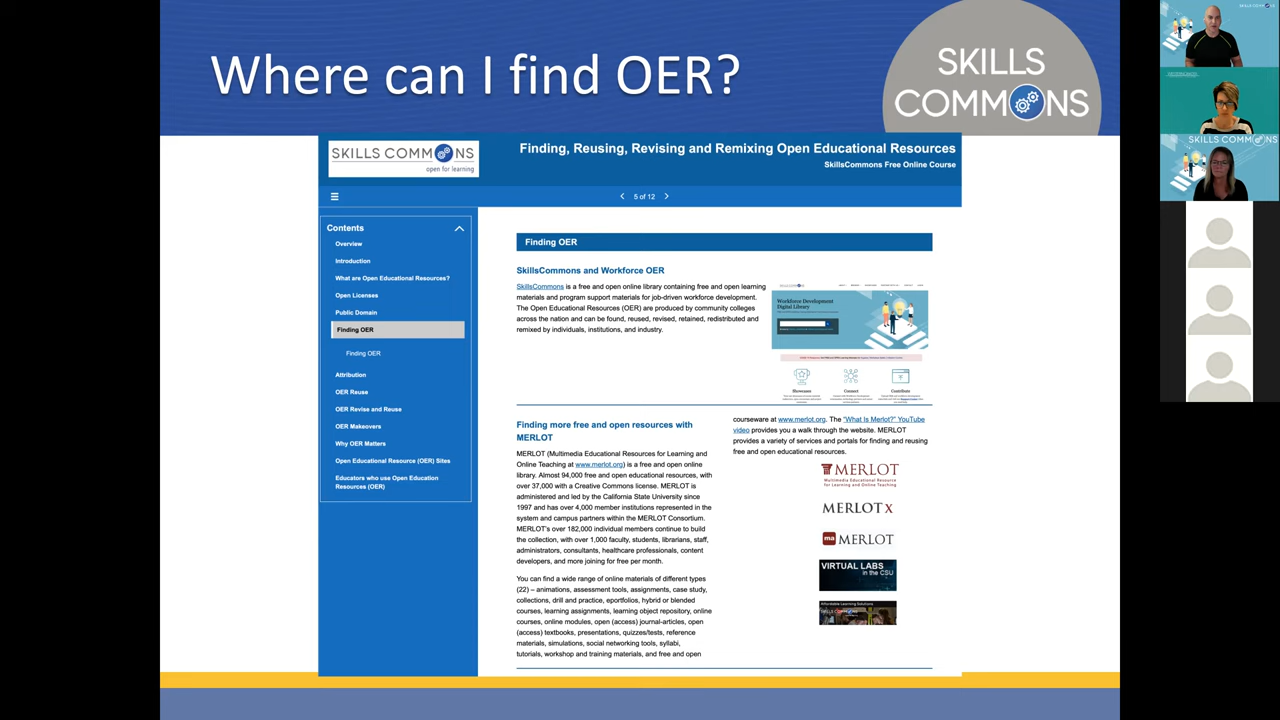 Where can I find OER?
SKILLS
COMMONS
SKILLS COMMONS
open for learning
Finding, Reusing, Revising and Remixing Open Educational Resources
SkillsCommons Free Online Course
5 of 12
Contents
Overview
Introduction
What are Open Educational Resources?
Open Licenses
Public Domain
Finding OER
Finding OER
Attribution
OER Reuse
OER Revise and Reuse
OER Makeovers
Why OER Matters
Open Educational Resource (OER) Sites
Educators who use Open Education
Resources (OER)
Finding OER
SkillsCommons and Workforce OER
SkillsCommons is a free and open online library containing free and open learning
materials and program support materials for job-driven workforce development.
The Open Educational Resources (OER) are produced by community colleges
across the nation and can be found, reused, revised, retained, redistributed and
remixed by individuals, institutions, and industry.
Workforce Development
Digital Library
Showcases
Connect
Contribute
Finding more free and open resources with
MERLOT
MERLOT (Multimedia Educational Resources for Learning and
Online Teaching at www.merlot.org) is a free and open online
library. Almost 94,000 free and open educational resources, with
over 37,000 with a Creative Commons license. MERLOT is
administered and led by the California State University since
1997 and has over 4,000 member institutions represented in the
system and campus partners within the MERLOT Consortium.
MERLOT's over 182,000 individual members continue to build
the collection, with over 1,000 faculty, students, librarians, staff,
administrators, consultants, healthcare professionals, content
developers, and more joining for free per month.
You can find a wide range of online materials of different types
(22) – animations, assessment tools, assignments, case study,
collections, drill and practice, eportfolios, hybrid or blended
courses, learning assignments, learning object repository, online
courses, online modules, open (access) journal-articles, open
(access) textbooks, presentations, quizzes/tests, reference
materials, simulations, social networking tools, syllabi,
tutorials, workshop and training materials, and free and open
courseware at www.merlot.org. The "What Is Merlot?" YouTube
video provides you a walk through the website. MERLOT
provides a variety of services and portals for finding and reusing
free and open educational resources.
MERLOT
Multimedia Educational Resource
for Learning and Online Teaching
MERLOT x
ma MERLOT
VIRTUAL LABS
in the CSU
Affordable Learning Solutions
SKILLS COMMONS
SKILLS COMMONS
SKILLS COMMONS